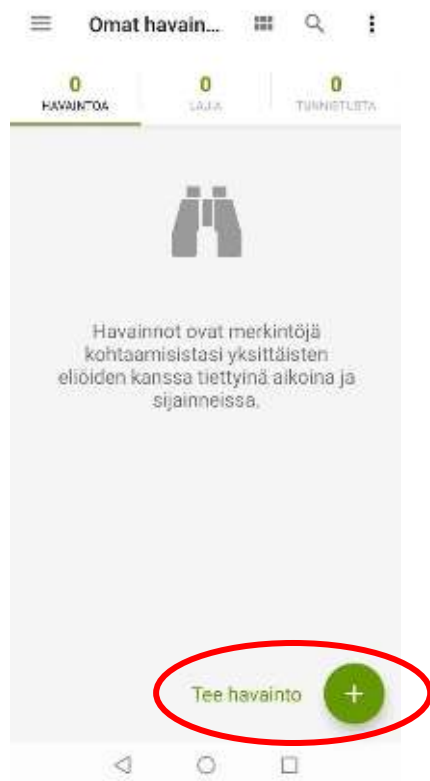 Omat havain...
0 0 0
HAVAINTOA LAJIA TUNNISTUSTA
Havainnot ovat merkintöjä
kohtaamisistasi yksittäisten
eliöiden kanssa tiettyinä aikoina ja
sijainneissa.
Tee havainto +